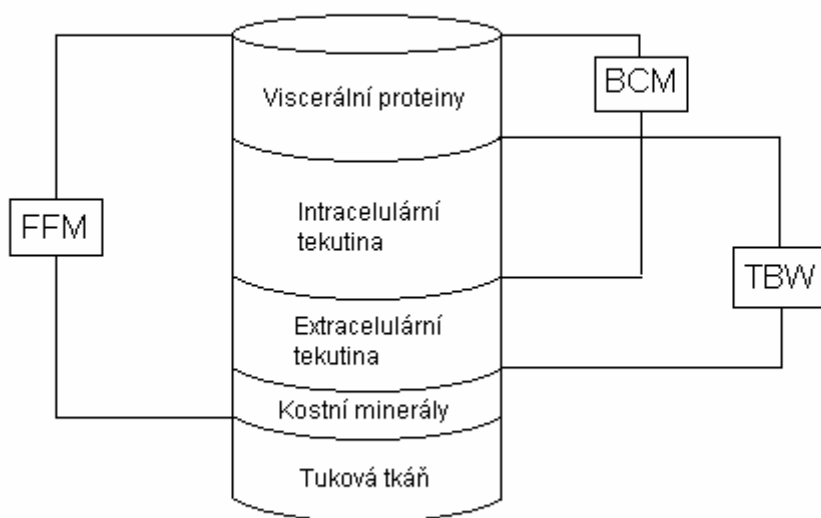 Viscerální proteiny
BCM
Intracelulární
tekutina
FFM
TBW
Extracelulární
tekutina
Kostní minerály
Tuková tkáň